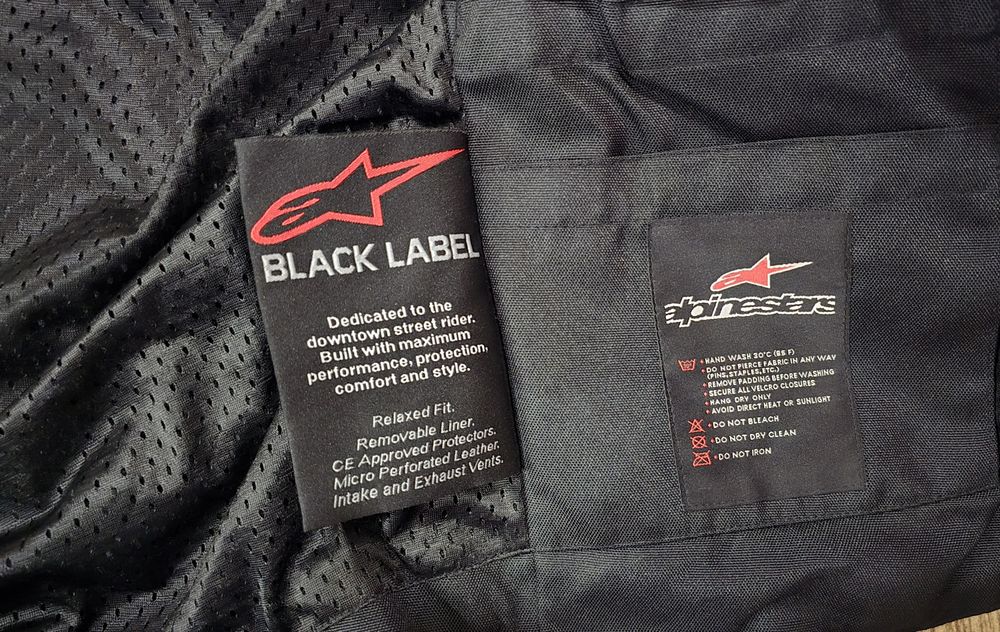 BLACK LABEL
Dedicated to the
downtown street rider.
Built with maximum
performance, protection,
comfort and style.
Relaxed Fit.
Removable Liner.
CE Approved Protectors.
Micro Perforated Leather.
Intake and Exhaust Vents.
alpinestars
• HAND WASH 30°C (86 F)
• DO NOT PIERCE FABRIC IN ANY WAY
(PINS,STAPLES,ETC.)
• REMOVE PADDING BEFORE WASHING
• SECURE ALL VELCRO CLOSURES
• HANG DRY ONLY
• AVOID DIRECT HEAT OR SUNLIGHT
• DO NOT BLEACH
• DO NOT DRY CLEAN
• DO NOT IRON